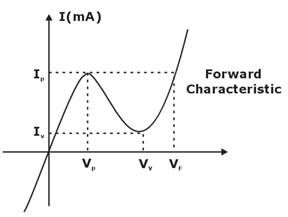 I(mA)
Iₚ
Forward
Characteristic
Iᵥ
Vₚ
Vᵥ
V_F